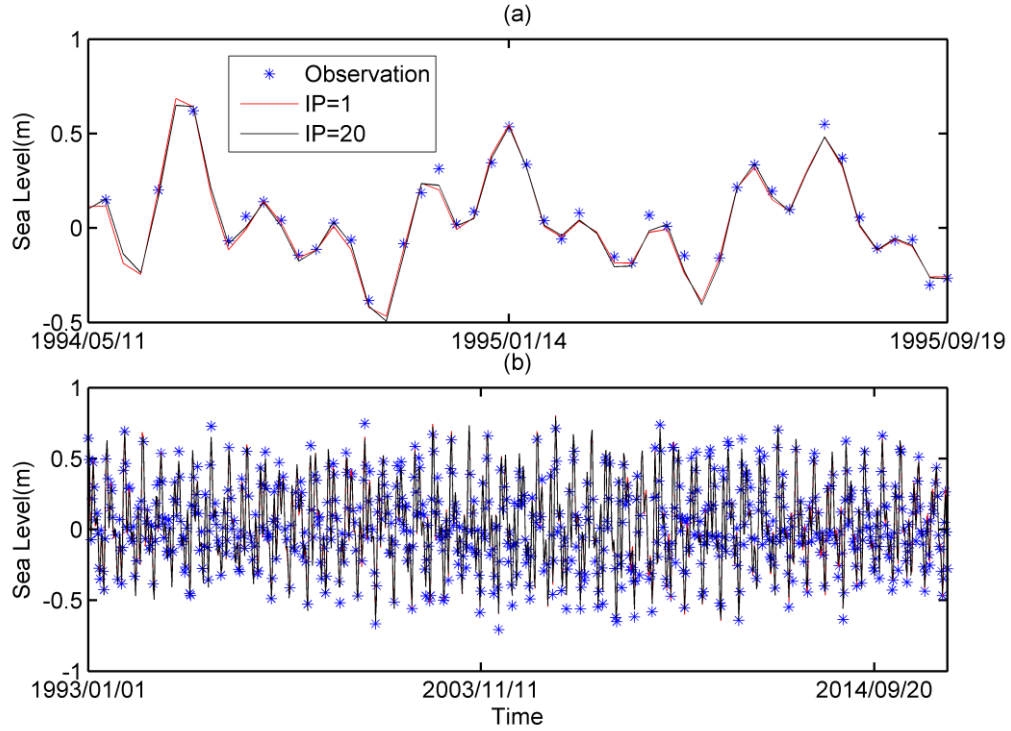 (a)
1
0.5
0
-0.5
Sea Level(m)
Observation
IP=1
IP=20
1994/05/11 1995/01/14 1995/09/19
(b)
1
0.5
0
-0.5
-1
Sea Level(m)
1993/01/01 2003/11/11 2014/09/20
Time